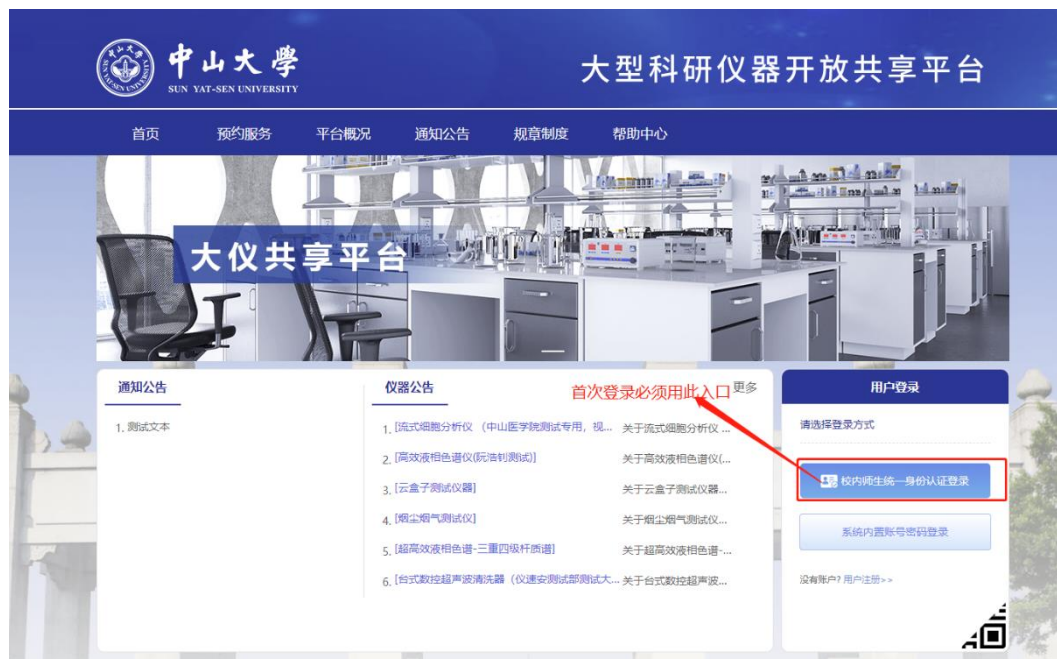 中山大學
SUN YAT-SEN UNIVERSITY
大型科研仪器开放共享平台
首页 预约服务 平台概况 通知公告 规章制度 帮助中心
大仪共享平台
通知公告
1. 测试文本
仪器公告
首次登录必须用此入口
更多
1. [流式细胞分析仪 （中山医学院测试专用，视... 关于流式细胞分析仪 ...
2. [高效液相色谱仪(阮浩钊测试)] 关于高效液相色谱仪(...
3. [云盒子测试仪器] 关于云盒子测试仪器...
4. [烟尘烟气测试仪] 关于烟尘烟气测试仪...
5. [超高效液相色谱-三重四级杆质谱] 关于超高效液相色谱-...
6. [台式数控超声波清洗器（仪速安测试部测试大... 关于台式数控超声波...
用户登录
请选择登录方式
校内师生统一身份认证登录
系统内置账号密码登录
没有账户? 用户注册>>